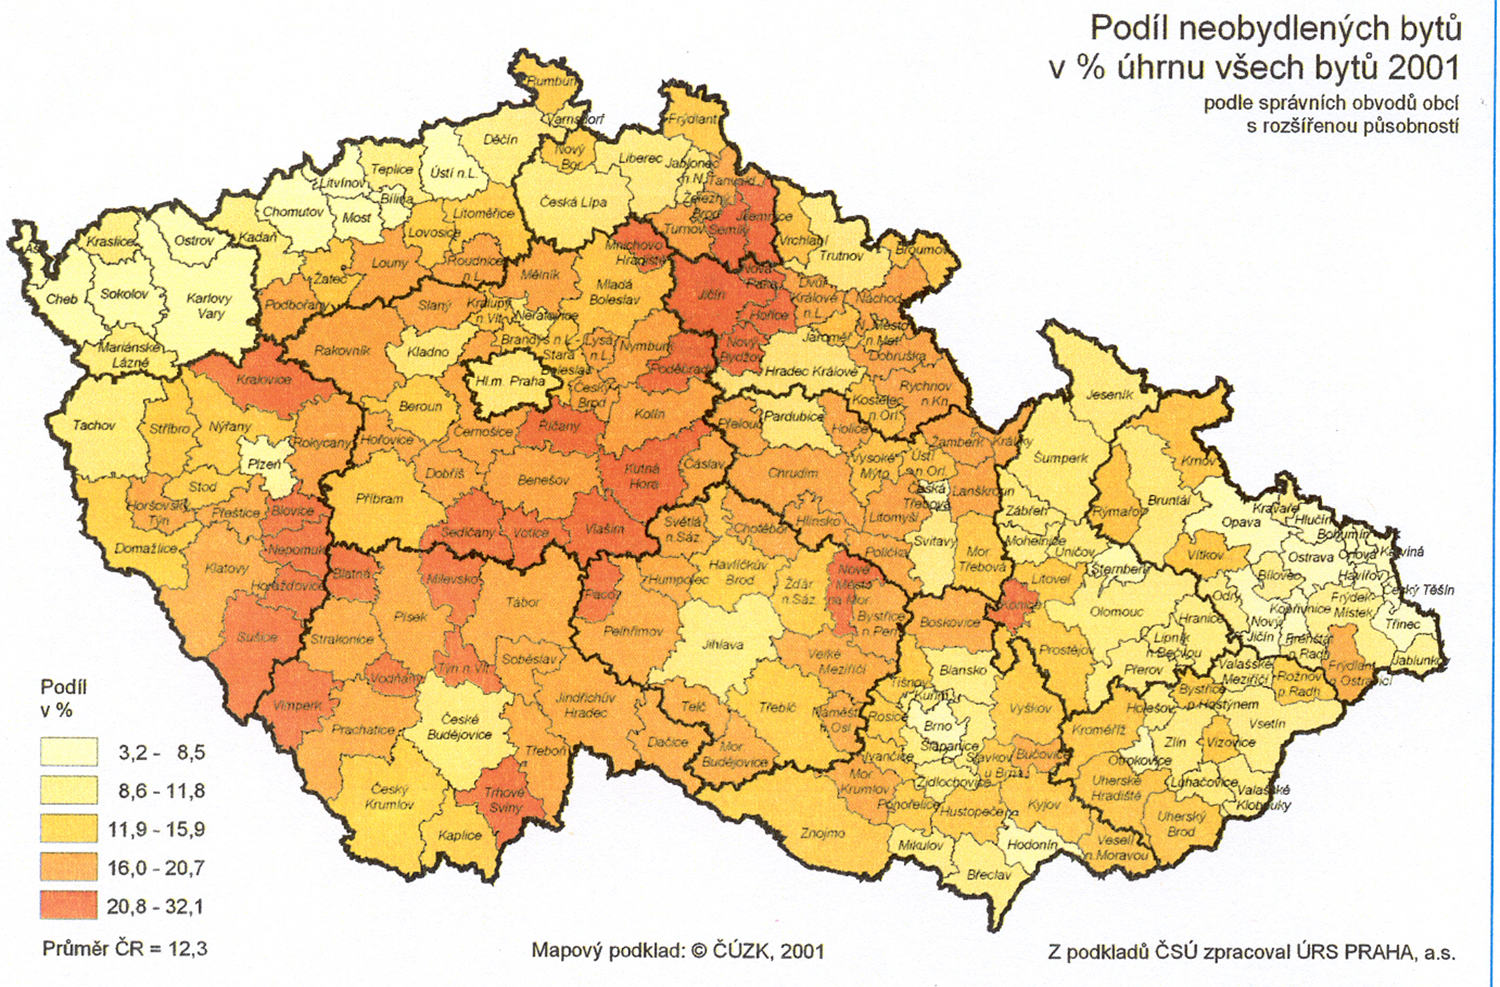 Podíl neobydlených bytů
v % úhrnu všech bytů 2001
podle správních obvodů obcí
s rozšířenou působností
Rumburk
Varnsdorf
Děčín
Frýdlant
Nový
Bor
Liberec
Jablonec
n.N.
Tanvald
Teplice
Ústí n.L.
Litvínov
Bílina
Chomutov
Most
Česká Lípa
Železný
Brod
Jilemnice
Litoměřice
Lovosice
Turnov
Semily
Vrchlabí
Trutnov
Broumov
Kraslice
Ostrov
Kadaň
Aš
Mnichovo
Hradiště
Louny
Roudnice
n.L.
Žatec
Mělník
Mladá
Boleslav
Nová
Paka
Dvůr
Králové
n.L.
Náchod
Cheb
Sokolov
Karlovy
Vary
Podbořany
Slaný
Kralupy
n.Vlt.
Neratovice
Jičín
Hořice
Jaroměř
N. Město
n.Met.
Mariánské
Lázně
Rakovník
Kladno
Brandýs n.L.-
Stará
Boleslav
Lysá
n.L.
Nymburk
Nový
Bydžov
Dobruška
Kralovice
Hl.m. Praha
Poděbrady
Hradec Králové
Rychnov
n.Kn.
Jeseník
Český
Brod
Kostelec
n.Orl.
Beroun
Kolín
Tachov
Stříbro
Nýřany
Rokycany
Hořovice
Černošice
Říčany
Přelouč
Pardubice
Holice
Žamberk
Králíky
Plzeň
Dobříš
Benešov
Kutná
Hora
Čáslav
Chrudim
Vysoké
Mýto
Ústí
n.Orl.
Šumperk
Krnov
Stod
Příbram
Česká
Třebová
Lanškroun
Bruntál
Horšovský
Týn
Přeštice
Blovice
Sedlčany
Votice
Vlašim
Světlá
n.Sáz.
Chotěboř
Hlinsko
Litomyšl
Zábřeh
Rýmařov
Opava
Kravaře
Hlučín
Bohumín
Domažlice
Klatovy
Nepomuk
Polička
Svitavy
Mor.
Třebová
Mohelnice
Uničov
Šternberk
Vítkov
Ostrava
Orlová
Karviná
Horažďovice
Blatná
Milevsko
Tábor
Pacov
Humpolec
Havlíčkův
Brod
Žďár
n.Sáz.
Nové
Město
na Mor.
Litovel
Bílovec
Havířov
Český Těšín
Sušice
Strakonice
Písek
Pelhřimov
Jihlava
Bystřice
n.Pern.
Boskovice
Konice
Olomouc
Hranice
Odry
Kopřivnice
Frýdek-
Místek
Třinec
Týn n.Vlt.
Soběslav
Velké
Meziříčí
Blansko
Prostějov
Lipník
n.Bečvou
Nový
Jičín
Frenštát
p.Radh.
Frýdlant
n.Ostravicí
Jablunkov
Vimperk
Vodňany
Přerov
Valašské
Meziříčí
Rožnov
p.Radh.
Prachatice
České
Budějovice
Jindřichův
Hradec
Telč
Třebíč
Náměšť
n.Osl.
Tišnov
Kuřim
Vyškov
Bystřice
p.Hostýnem
Rosice
Brno
Kroměříž
Holešov
Vsetín
Třeboň
Dačice
Mor.
Budějovice
Ivančice
Šlapanice
Slavkov
u Brna
Bučovice
Zlín
Vizovice
Otrokovice
Český
Krumlov
Trhové
Sviny
Mor.
Krumlov
Židlochovice
Uherské
Hradiště
Luhačovice
Valašské
Klobouky
Kaplice
Pohořelice
Hustopeče
Kyjov
Uherský
Brod
Znojmo
Mikulov
Hodonín
Veselí
n.Moravou
Břeclav
Podíl
v %
3,2 - 8,5
8,6 - 11,8
11,9 - 15,9
16,0 - 20,7
20,8 - 32,1
Průměr ČR = 12,3
Mapový podklad: © ČÚZK, 2001
Z podkladů ČSÚ zpracoval ÚRS PRAHA, a.s.